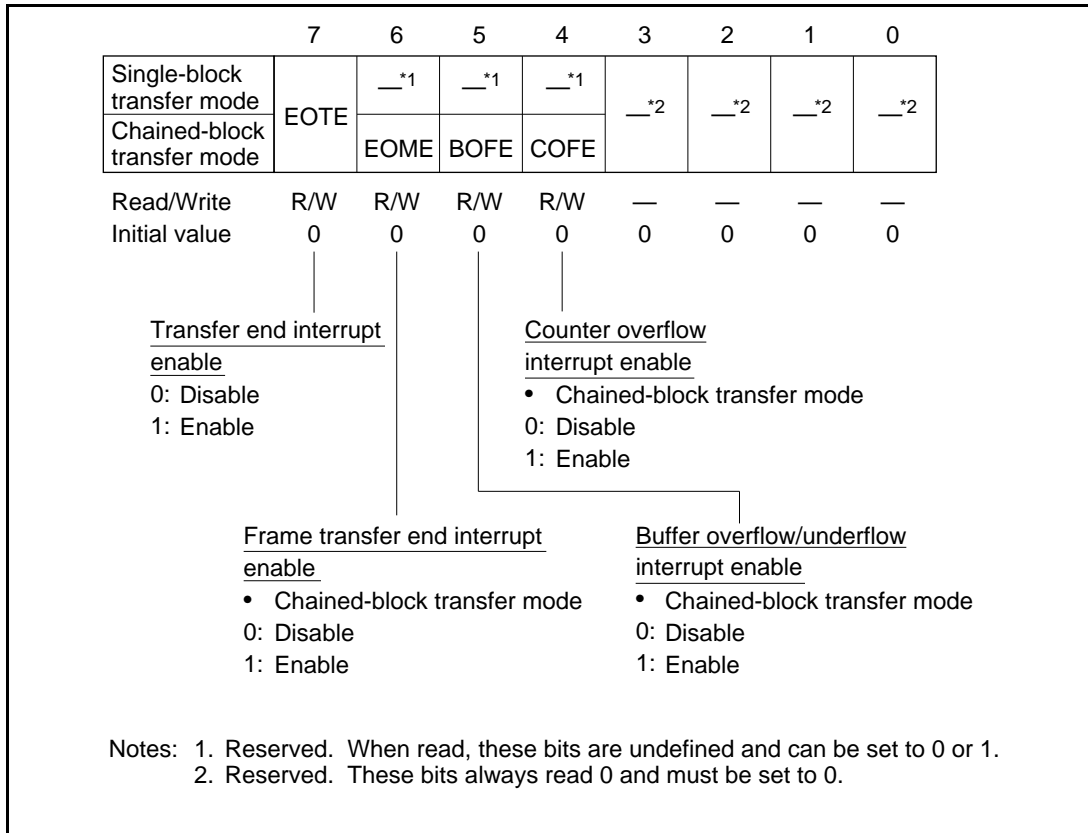 7 6 5 4 3 2 1 0
Single-block
transfer mode
EOTE
—*1 —*1 —*1
—*2 —*2 —*2 —*2
Chained-block
transfer mode
EOME BOFE COFE
Read/Write R/W R/W R/W R/W — — — —
Initial value 0 0 0 0 0 0 0 0
Transfer end interrupt
enable
0: Disable
1: Enable
Counter overflow
interrupt enable
• Chained-block transfer mode
0: Disable
1: Enable
Frame transfer end interrupt
enable
• Chained-block transfer mode
0: Disable
1: Enable
Buffer overflow/underflow
interrupt enable
• Chained-block transfer mode
0: Disable
1: Enable
Notes: 1. Reserved. When read, these bits are undefined and can be set to 0 or 1.
2. Reserved. These bits always read 0 and must be set to 0.